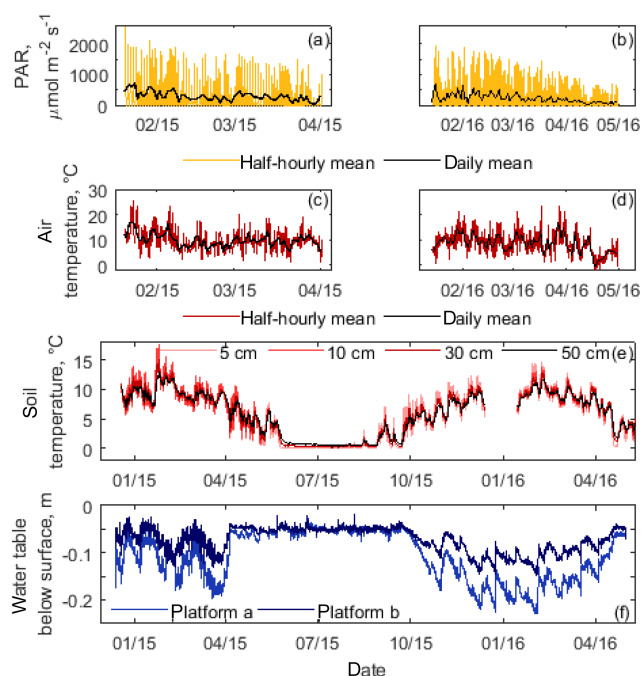 PAR,
μmol m⁻² s⁻¹
2000
1000
0
(a)
02/15 03/15 04/15
(b)
02/16 03/16 04/16 05/16
Half-hourly mean Daily mean
Air
temperature, °C
30
20
10
0
(c)
02/15 03/15 04/15
(d)
02/16 03/16 04/16 05/16
Half-hourly mean Daily mean
Soil
temperature, °C
15
10
5
0
5 cm 10 cm 30 cm 50 cm (e)
01/15 04/15 07/15 10/15 01/16 04/16
Water table
below surface, m
0
-0.1
-0.2
Platform a Platform b (f)
01/15 04/15 07/15 10/15 01/16 04/16
Date